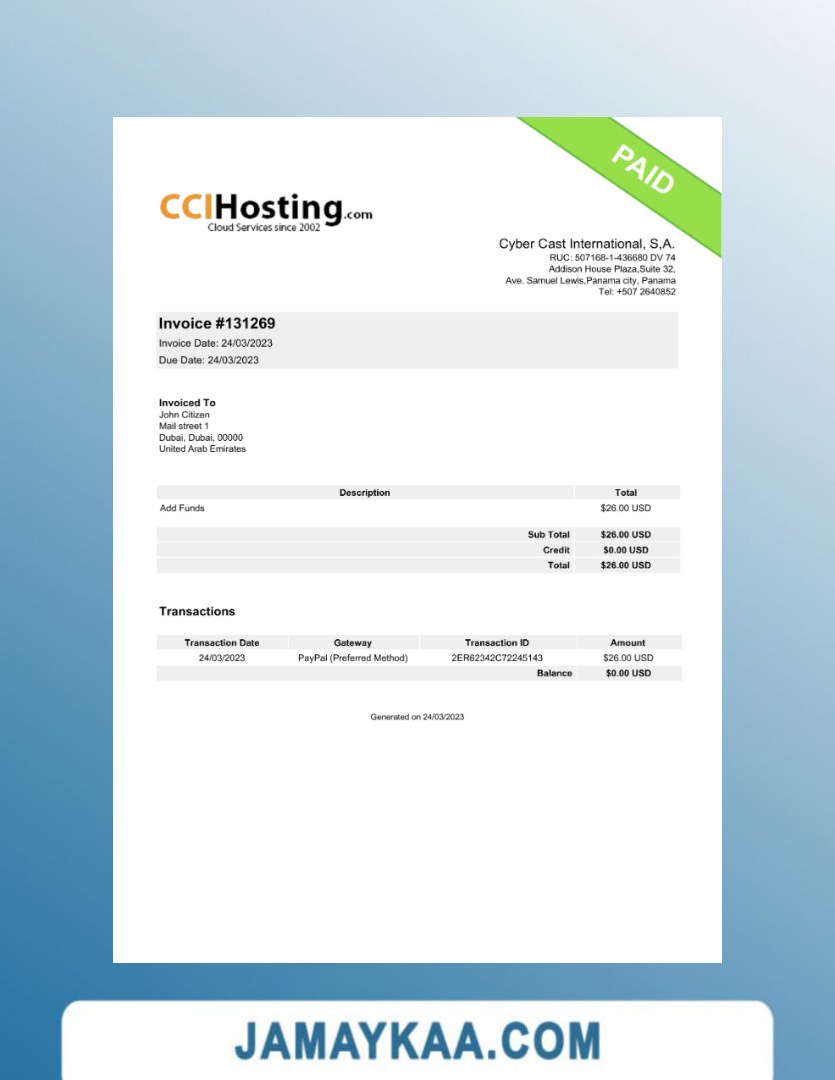 PAID
CCIHosting.com
Cloud Services since 2002
Cyber Cast International, S,A.
RUC: 507168-1-436680 DV 74
Addison House Plaza,Suite 32,
Ave. Samuel Lewis,Panama city, Panama
Tel: +507 2640852
Invoice #131269
Invoice Date: 24/03/2023
Due Date: 24/03/2023
Invoiced To
John Citizen
Mail street 1
Dubai, Dubai, 00000
United Arab Emirates
Description Total
Add Funds $26.00 USD
Sub Total $26.00 USD
Credit $0.00 USD
Total $26.00 USD
Transactions
Transaction Date Gateway Transaction ID Amount
24/03/2023 PayPal (Preferred Method) 2ER62342C72245143 $26.00 USD
Balance $0.00 USD
Generated on 24/03/2023
JAMAYKAA.COM